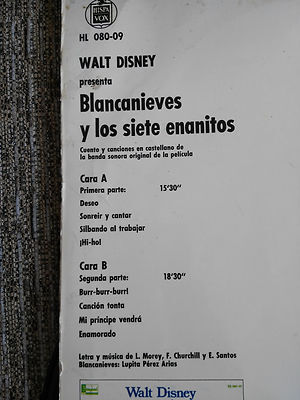 HISPA
VOX
HL 080-09
WALT DISNEY
presenta
Blancanieves
y los siete enanitos
Cuento y canciones en castellano de
la banda sonora original de la película
Cara A
Primera parte: 15'30"
Deseo
Sonreir y cantar
Silbando al trabajar
¡Hi-ho!
Cara B
Segunda parte: 18'30"
Burr-burr-burr!
Canción tonta
Mi príncipe vendrá
Enamorado
Letra y música de L. Morey, F. Churchill y E. Santos
Blancanieves: Lupita Pérez Arias
Walt Disney